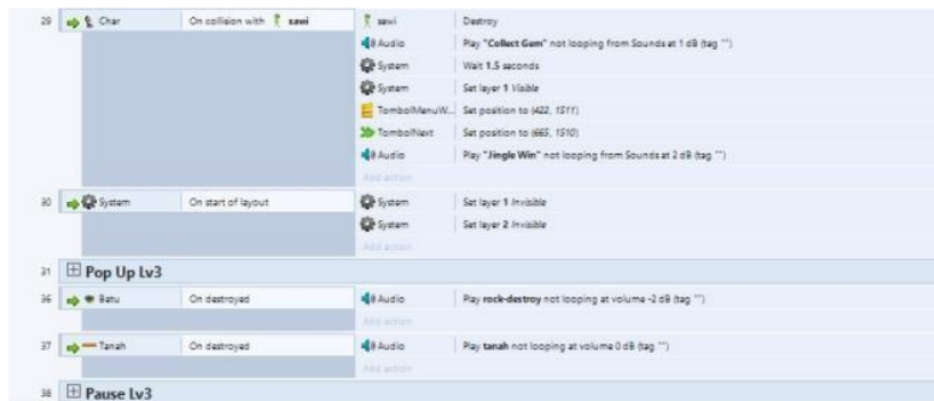 29 Char On collision with sawi sawi Destroy
Audio Play "Collect Gem" not looping from Sounds at 1 dB (tag "")
System Wait 1.5 seconds
System Set layer 1 Visible
TombolMenuW... Set position to (422, 1511)
TombolNext Set position to (665, 1510)
Audio Play "Jingle Win" not looping from Sounds at 2 dB (tag "")
Add action
30 System On start of layout System Set layer 1 Invisible
System Set layer 2 Invisible
Add action
31 Pop Up Lv3
36 Batu On destroyed Audio Play rock-destroy not looping at volume -2 dB (tag "")
Add action
37 Tanah On destroyed Audio Play tanah not looping at volume 0 dB (tag "")
Add action
38 Pause Lv3